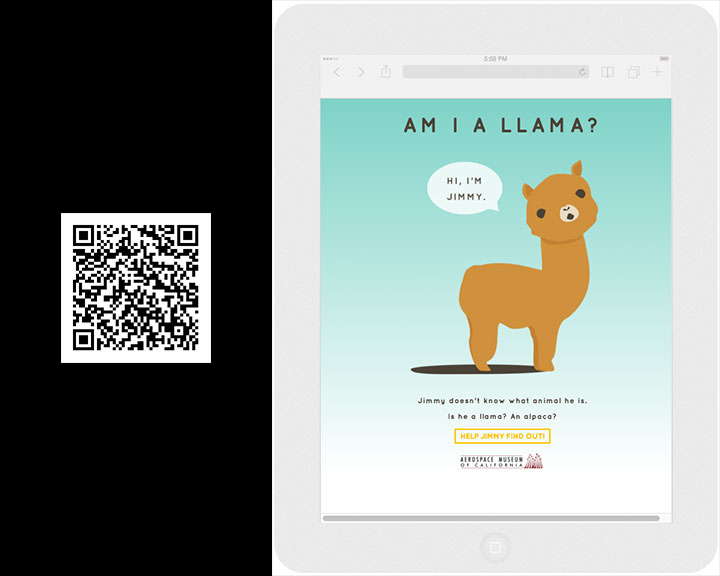 5:59 PM
AM I A LLAMA?
HI, I'M
JIMMY.
Jimmy doesn't know what animal he is.
Is he a llama? An alpaca?
HELP JIMMY FIND OUT!
AEROSPACE MUSEUM
OF CALIFORNIA